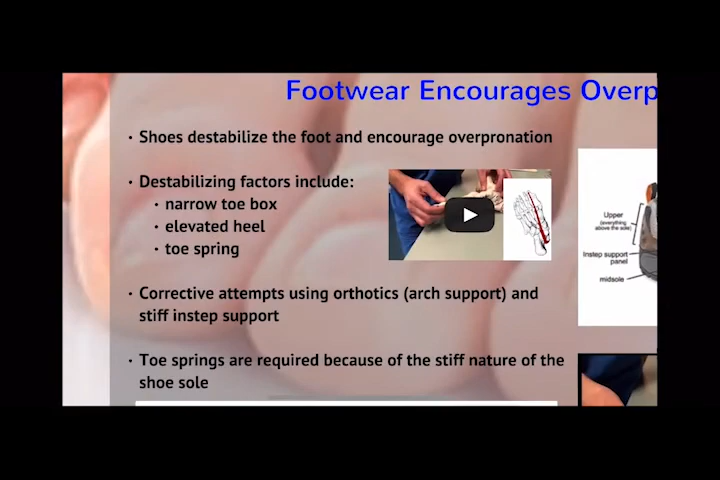 Footwear Encourages Overp
· Shoes destabilize the foot and encourage overpronation
· Destabilizing factors include:
· narrow toe box
· elevated heel
· toe spring
· Corrective attempts using orthotics (arch support) and
stiff instep support
· Toe springs are required because of the stiff nature of the
shoe sole
Upper
(everything
above the sole)
Instep support
panel
midsole